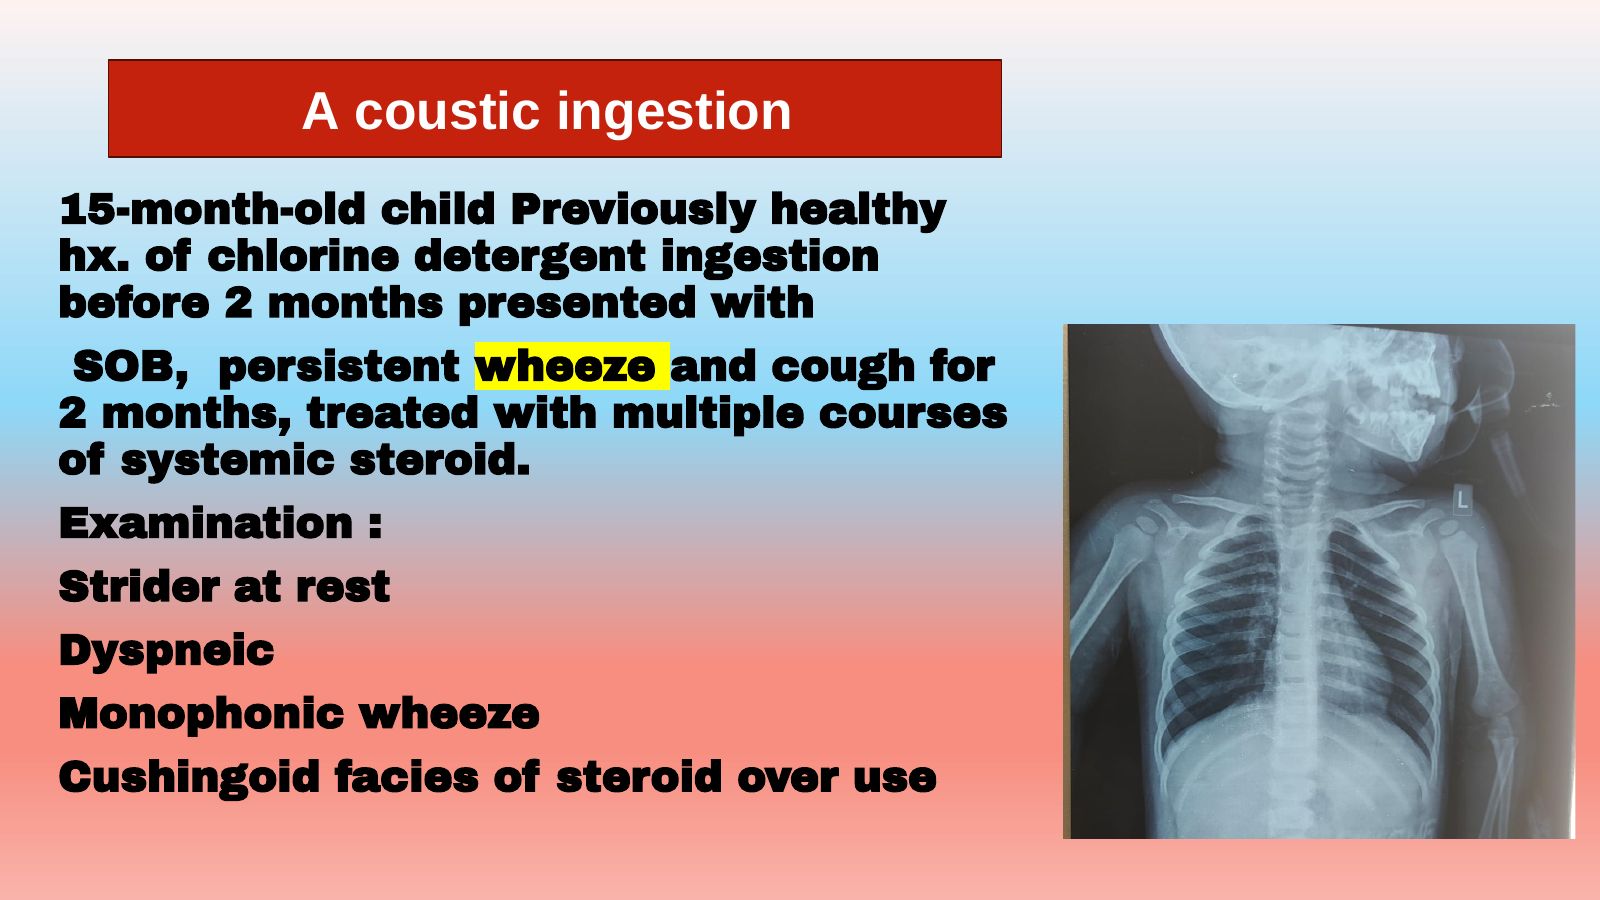 A coustic ingestion
15-month-old child Previously healthy
hx. of chlorine detergent ingestion
before 2 months presented with
SOB, persistent wheeze and cough for
2 months, treated with multiple courses
of systemic steroid.
Examination :
Strider at rest
Dyspneic
Monophonic wheeze
Cushingoid facies of steroid over use
L